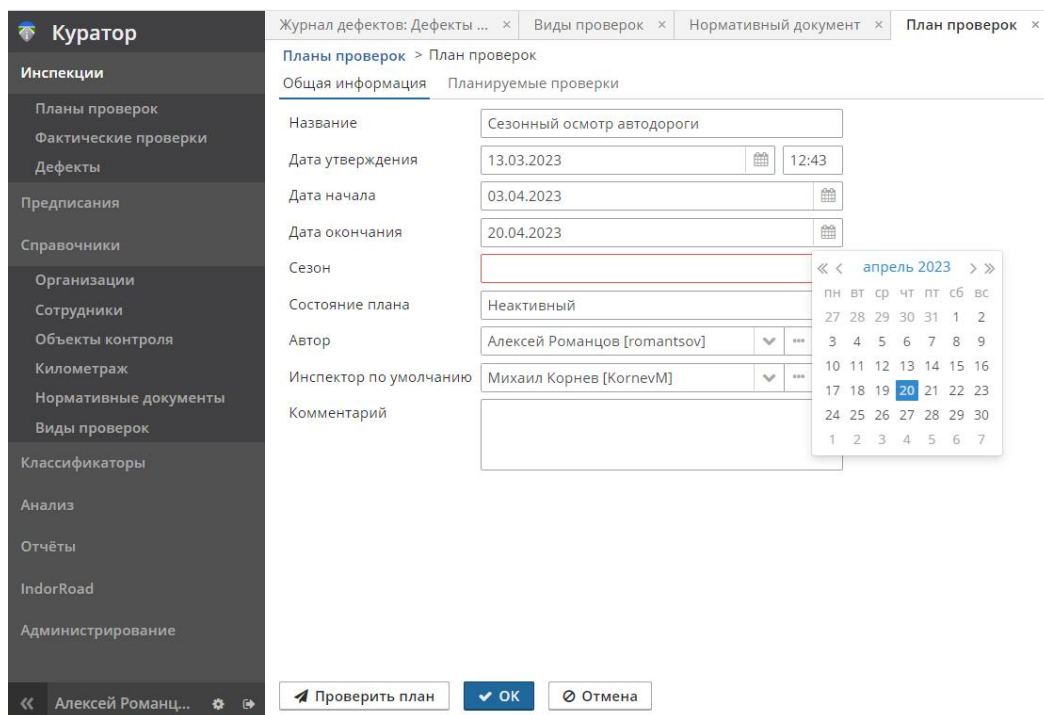 Куратор
Инспекции
Планы проверок
Фактические проверки
Дефекты
Предписания
Справочники
Организации
Сотрудники
Объекты контроля
Километраж
Нормативные документы
Виды проверок
Классификаторы
Анализ
Отчёты
IndorRoad
Администрирование
Алексей Романц...
Журнал дефектов: Дефекты ... × Виды проверок × Нормативный документ × План проверок ×
Планы проверок > План проверок
Общая информация Планируемые проверки
Название Сезонный осмотр автодороги
Дата утверждения 13.03.2023 12:43
Дата начала 03.04.2023
Дата окончания 20.04.2023
Сезон
Состояние плана Неактивный
Автор Алексей Романцов [romantsov]
Инспектор по умолчанию Михаил Корнев [KornevM]
Комментарий
« < апрель 2023 > »
пн вт ср чт пт сб вс
27 28 29 30 31 1 2
3 4 5 6 7 8 9
10 11 12 13 14 15 16
17 18 19 20 21 22 23
24 25 26 27 28 29 30
1 2 3 4 5 6 7
Проверить план OK Отмена